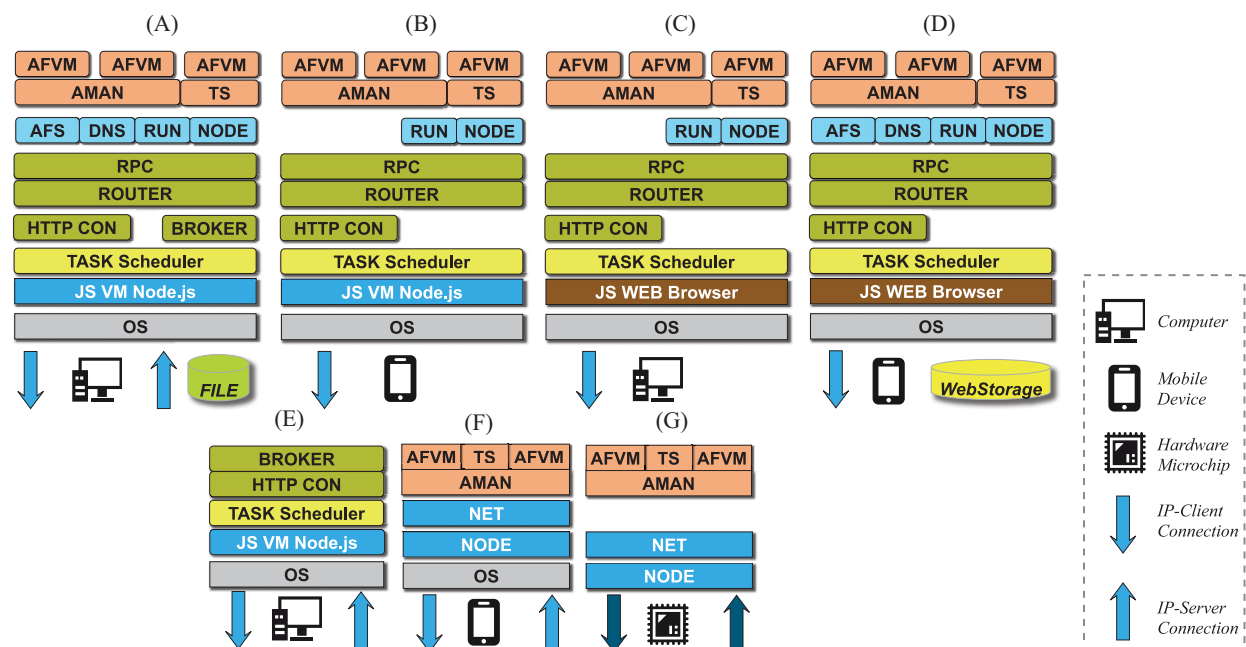 (A)
(B)
(C)
(D)
AFVM AFVM AFVM
AMAN TS
AFS DNS RUN NODE
RPC
ROUTER
HTTP CON BROKER
TASK Scheduler
JS VM Node.js
OS
FILE
AFVM AFVM AFVM
AMAN TS
RUN NODE
RPC
ROUTER
HTTP CON
TASK Scheduler
JS VM Node.js
OS
AFVM AFVM AFVM
AMAN TS
RUN NODE
RPC
ROUTER
HTTP CON
TASK Scheduler
JS WEB Browser
OS
AFVM AFVM AFVM
AMAN TS
AFS DNS RUN NODE
RPC
ROUTER
HTTP CON
TASK Scheduler
JS WEB Browser
OS
WebStorage
(E)
BROKER
HTTP CON
TASK Scheduler
JS VM Node.js
OS
(F)
AFVM TS AFVM
AMAN
NET
NODE
OS
(G)
AFVM TS AFVM
AMAN
NET
NODE
Computer
Mobile
Device
Hardware
Microchip
IP-Client
Connection
IP-Server
Connection